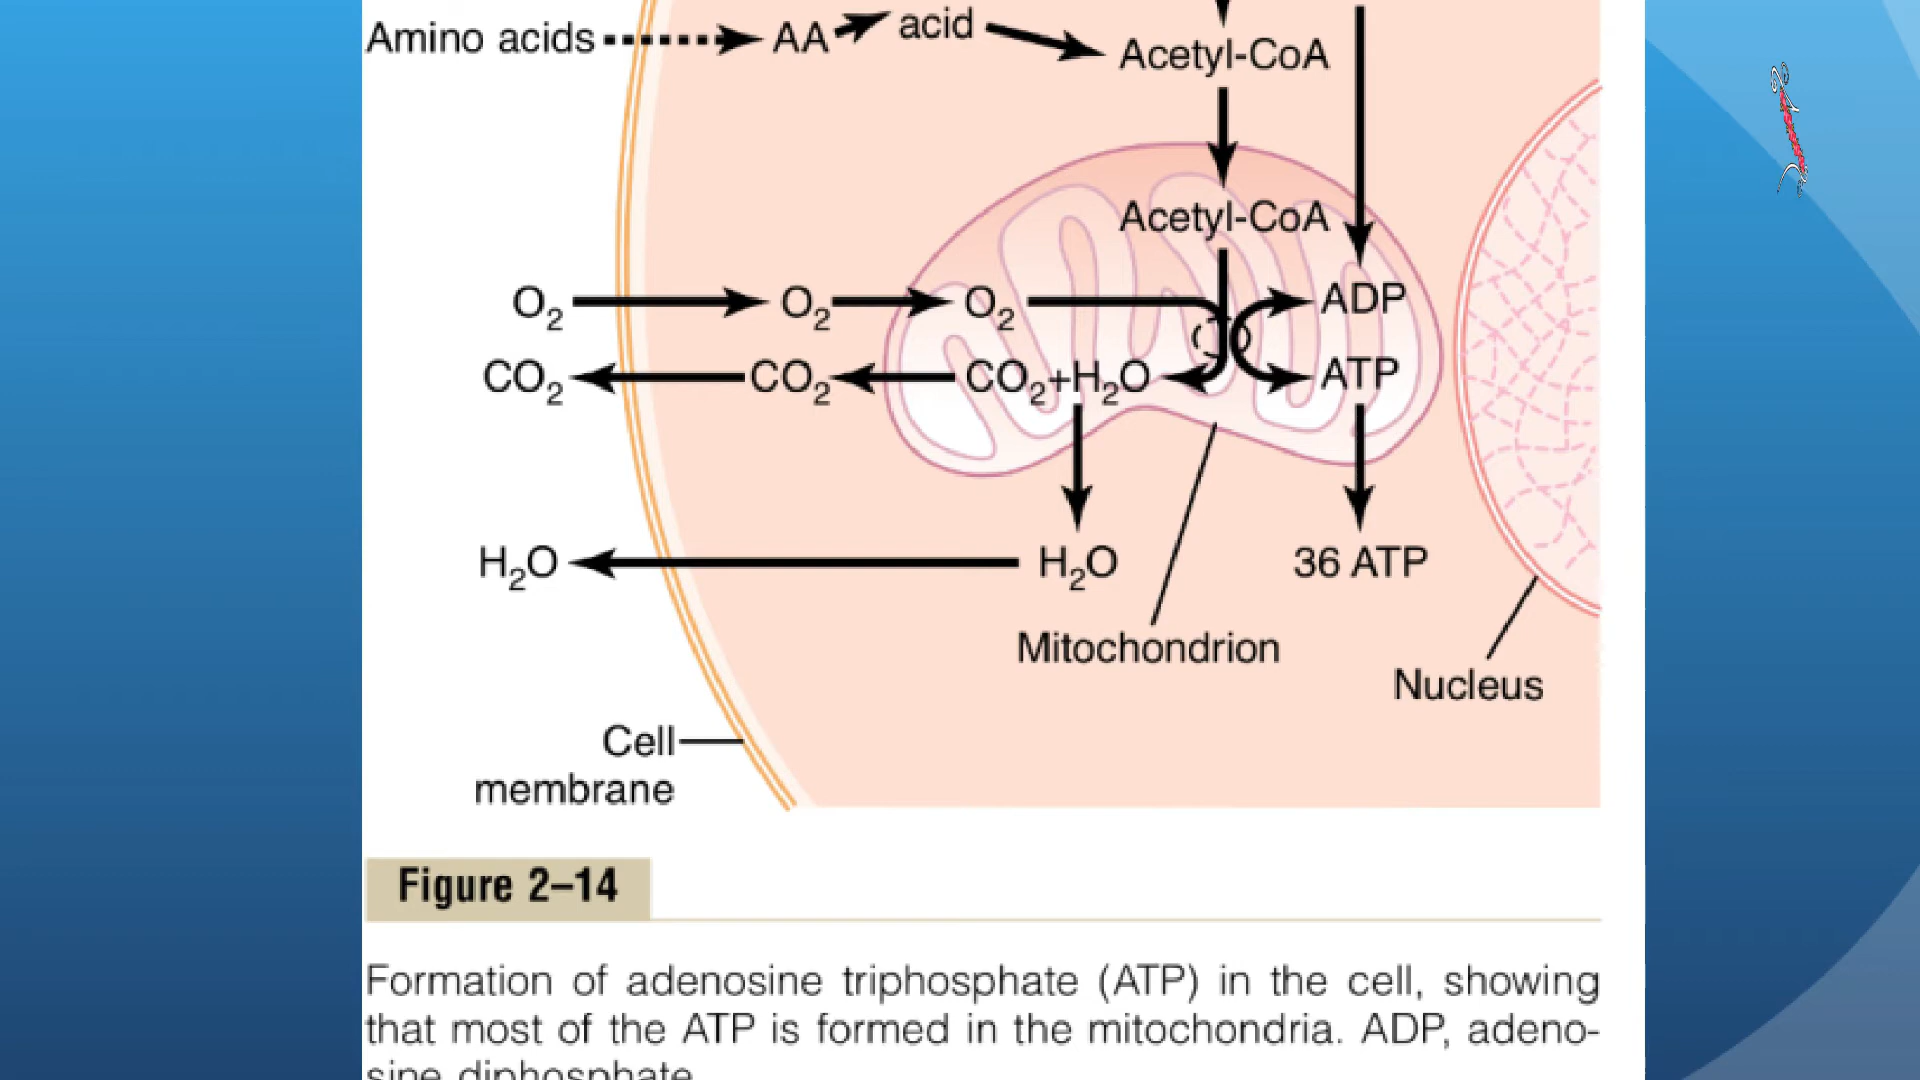 Amino acids AA acid Acetyl-CoA
Acetyl-CoA
O2 O2 O2 ADP
CO2 CO2 CO2+H2O ATP
H2O H2O 36 ATP
Mitochondrion
Nucleus
Cell
membrane
Figure 2–14
Formation of adenosine triphosphate (ATP) in the cell, showing
that most of the ATP is formed in the mitochondria. ADP, adeno-
sine diphosphate.